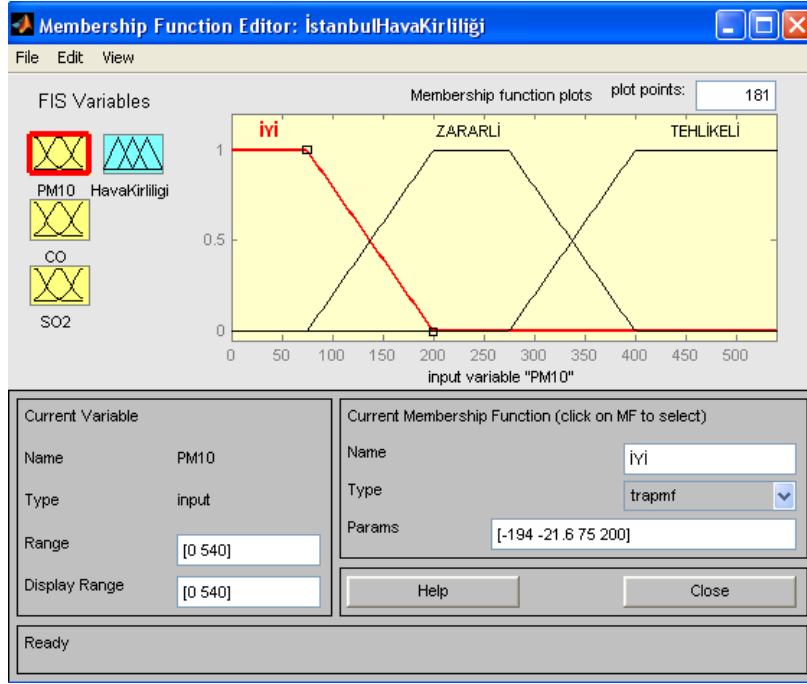 Membership Function Editor: İstanbulHavaKirliliği
File Edit View
FIS Variables
Membership function plots plot points: 181
İYİ ZARARLİ TEHLİKELİ
PM10 HavaKirliligi
CO
SO2
1
0.5
0
0 50 100 150 200 250 300 350 400 450 500
input variable "PM10"
Current Variable
Name PM10
Type input
Range [0 540]
Display Range [0 540]
Current Membership Function (click on MF to select)
Name İYİ
Type trapmf
Params [-194 -21.6 75 200]
Help Close
Ready